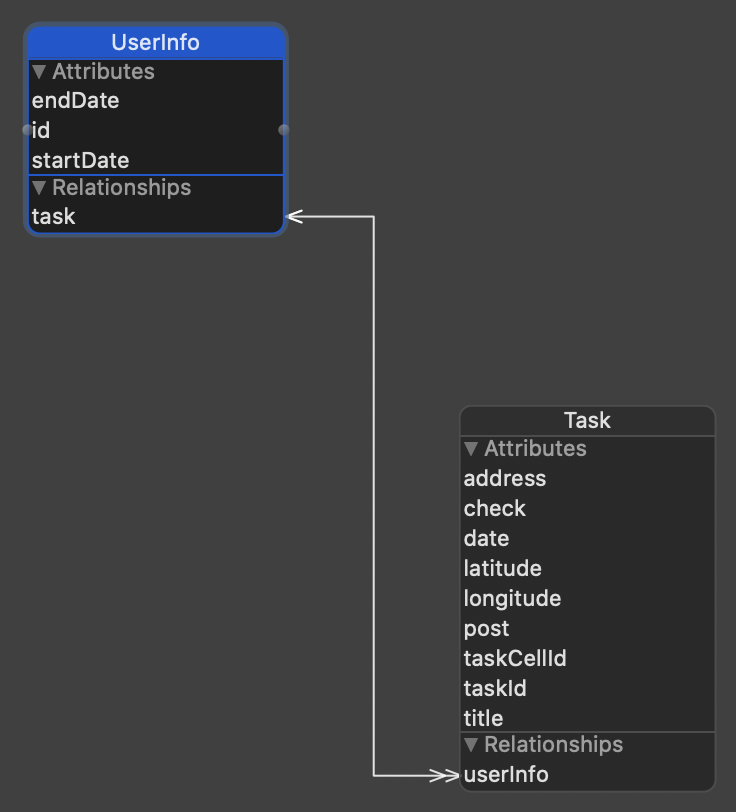 UserInfo
Attributes
endDate
id
startDate
Relationships
task
Task
Attributes
address
check
date
latitude
longitude
post
taskCellId
taskId
title
Relationships
userInfo